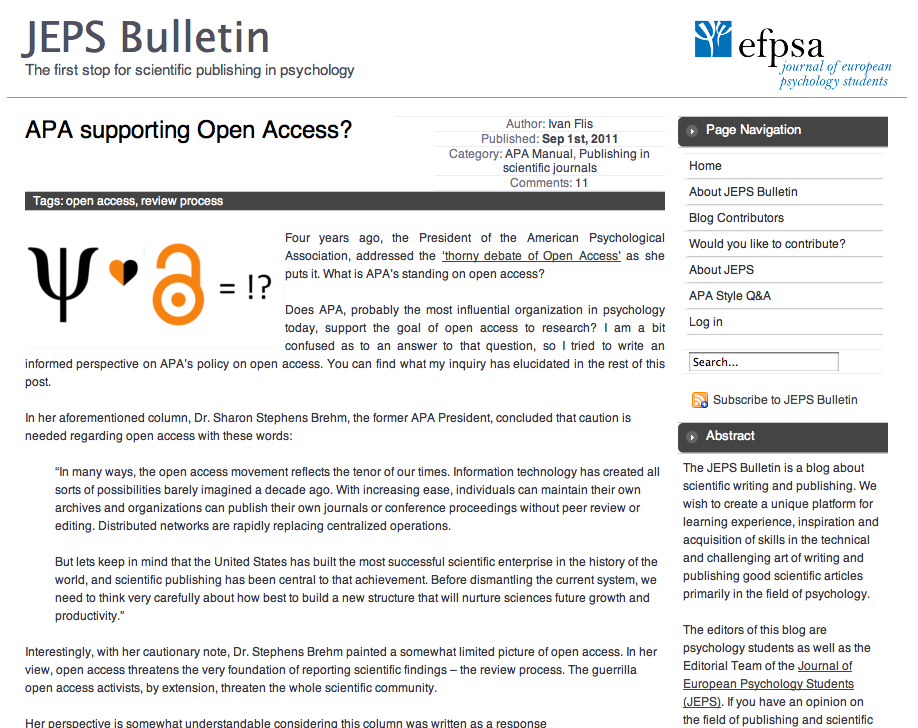 JEPS Bulletin
The first stop for scientific publishing in psychology
efpsa
journal of european
psychology students
APA supporting Open Access?
Author: Ivan Flis
Published: Sep 1st, 2011
Category: APA Manual, Publishing in
scientific journals
Comments: 11
Tags: open access, review process
Ψ = !?
Four years ago, the President of the American Psychological
Association, addressed the ‘thorny debate of Open Access’ as she
puts it. What is APA's standing on open access?
Does APA, probably the most influential organization in psychology
today, support the goal of open access to research? I am a bit
confused as to an answer to that question, so I tried to write an
informed perspective on APA's policy on open access. You can find what my inquiry has elucidated in the rest of this
post.
In her aforementioned column, Dr. Sharon Stephens Brehm, the former APA President, concluded that caution is
needed regarding open access with these words:
“In many ways, the open access movement reflects the tenor of our times. Information technology has created all
sorts of possibilities barely imagined a decade ago. With increasing ease, individuals can maintain their own
archives and organizations can publish their own journals or conference proceedings without peer review or
editing. Distributed networks are rapidly replacing centralized operations.
But lets keep in mind that the United States has built the most successful scientific enterprise in the history of the
world, and scientific publishing has been central to that achievement. Before dismantling the current system, we
need to think very carefully about how best to build a new structure that will nurture sciences future growth and
productivity.”
Interestingly, with her cautionary note, Dr. Stephens Brehm painted a somewhat limited picture of open access. In her
view, open access threatens the very foundation of reporting scientific findings – the review process. The guerrilla
open access activists, by extension, threaten the whole scientific community.
Her perspective is somewhat understandable considering this column was written as a response
Page Navigation
Home
About JEPS Bulletin
Blog Contributors
Would you like to contribute?
About JEPS
APA Style Q&A
Log in
Search...
Subscribe to JEPS Bulletin
Abstract
The JEPS Bulletin is a blog about
scientific writing and publishing. We
wish to create a unique platform for
learning experience, inspiration and
acquisition of skills in the technical
and challenging art of writing and
publishing good scientific articles
primarily in the field of psychology.
The editors of this blog are
psychology students as well as the
Editorial Team of the Journal of
European Psychology Students
(JEPS). If you have an opinion on
the field of publishing and scientific